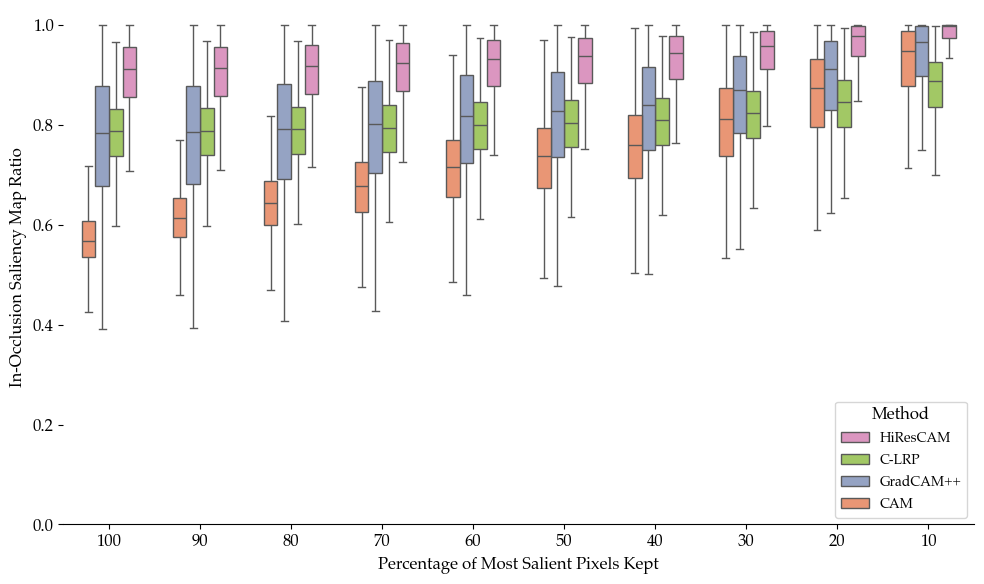 1.0
0.8
0.6
0.4
0.2
0.0
In-Occlusion Saliency Map Ratio
100 90 80 70 60 50 40 30 20 10
Percentage of Most Salient Pixels Kept
Method
HiResCAM
C-LRP
GradCAM++
CAM